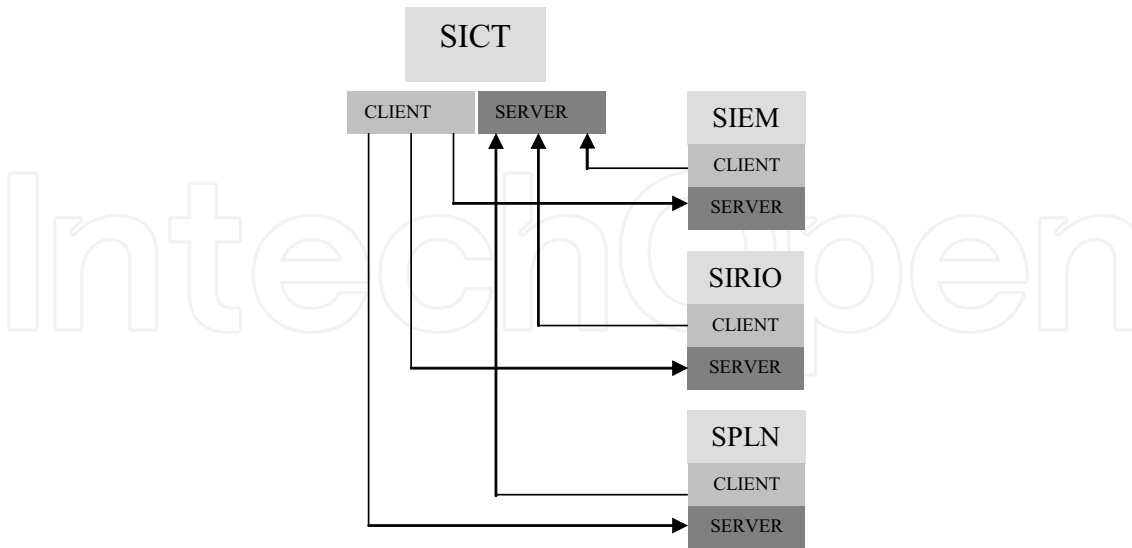 SICT
CLIENT SERVER
SIEM
CLIENT
SERVER
SIRIO
CLIENT
SERVER
SPLN
CLIENT
SERVER
IntechOpen